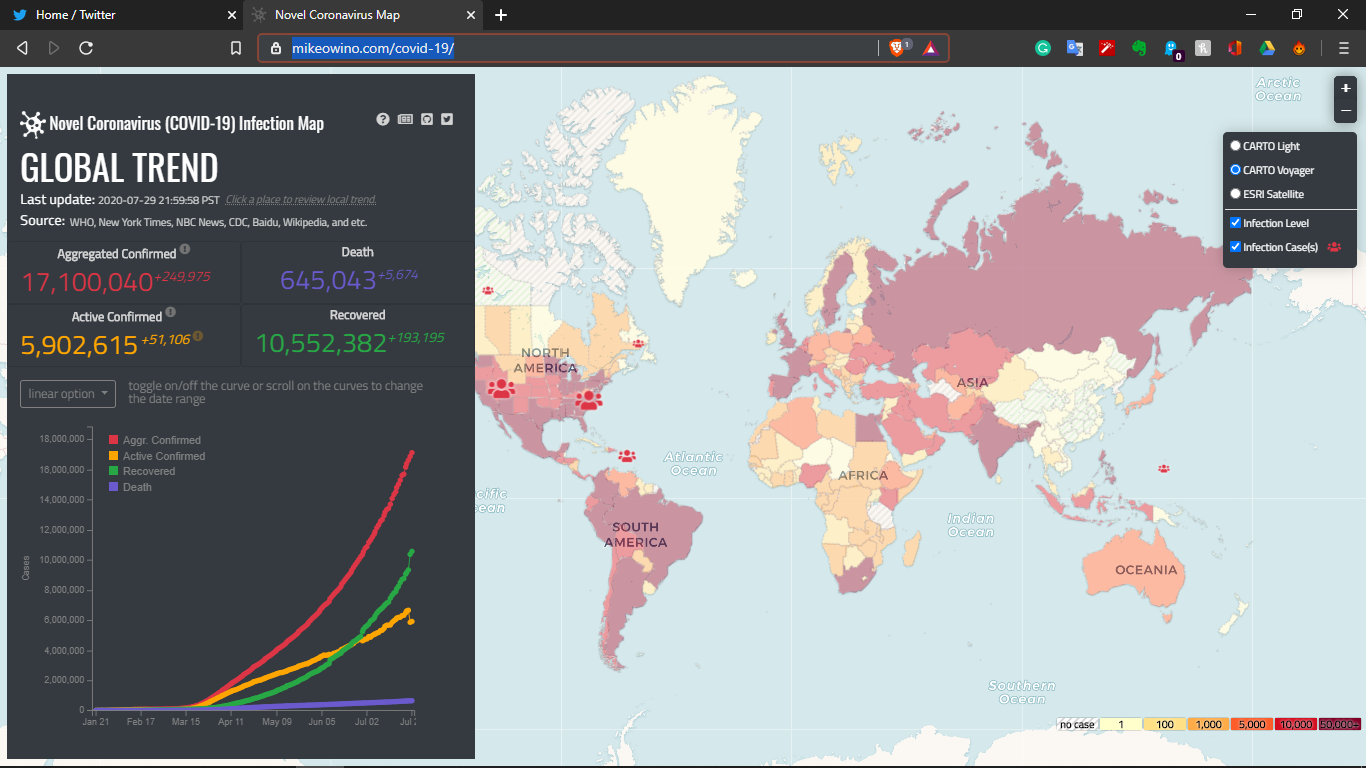 Home / Twitter
Novel Coronavirus Map
mikeowino.com/covid-19/
1
0
Novel Coronavirus (COVID-19) Infection Map
GLOBAL TREND
Last update: 2020-07-29 21:59:58 PST Click a place to review local trend.
Source: WHO, New York Times, NBC News, CDC, Baidu, Wikipedia, and etc.
Aggregated Confirmed
17,100,040+249,975
Death
645,043+5,674
Active Confirmed
5,902,615+51,106
Recovered
10,552,382+193,195
linear option
toggle on/off the curve or scroll on the curves to change
the date range
Aggr. Confirmed
Active Confirmed
Recovered
Death
18,000,000
16,000,000
14,000,000
12,000,000
10,000,000
8,000,000
6,000,000
4,000,000
2,000,000
0
Cases
Jan 21 Feb 17 Mar 15 Apr 11 May 09 Jun 05 Jul 02
Arctic
Ocean
+
−
CARTO Light
CARTO Voyager
ESRI Satellite
Infection Level
Infection Case(s)
NORTH
AMERICA
ASIA
Atlantic
Ocean
AFRICA
SOUTH
AMERICA
Indian
Ocean
OCEANIA
Southern
Ocean
no case 1 100 1,000 5,000 10,000 50,000+